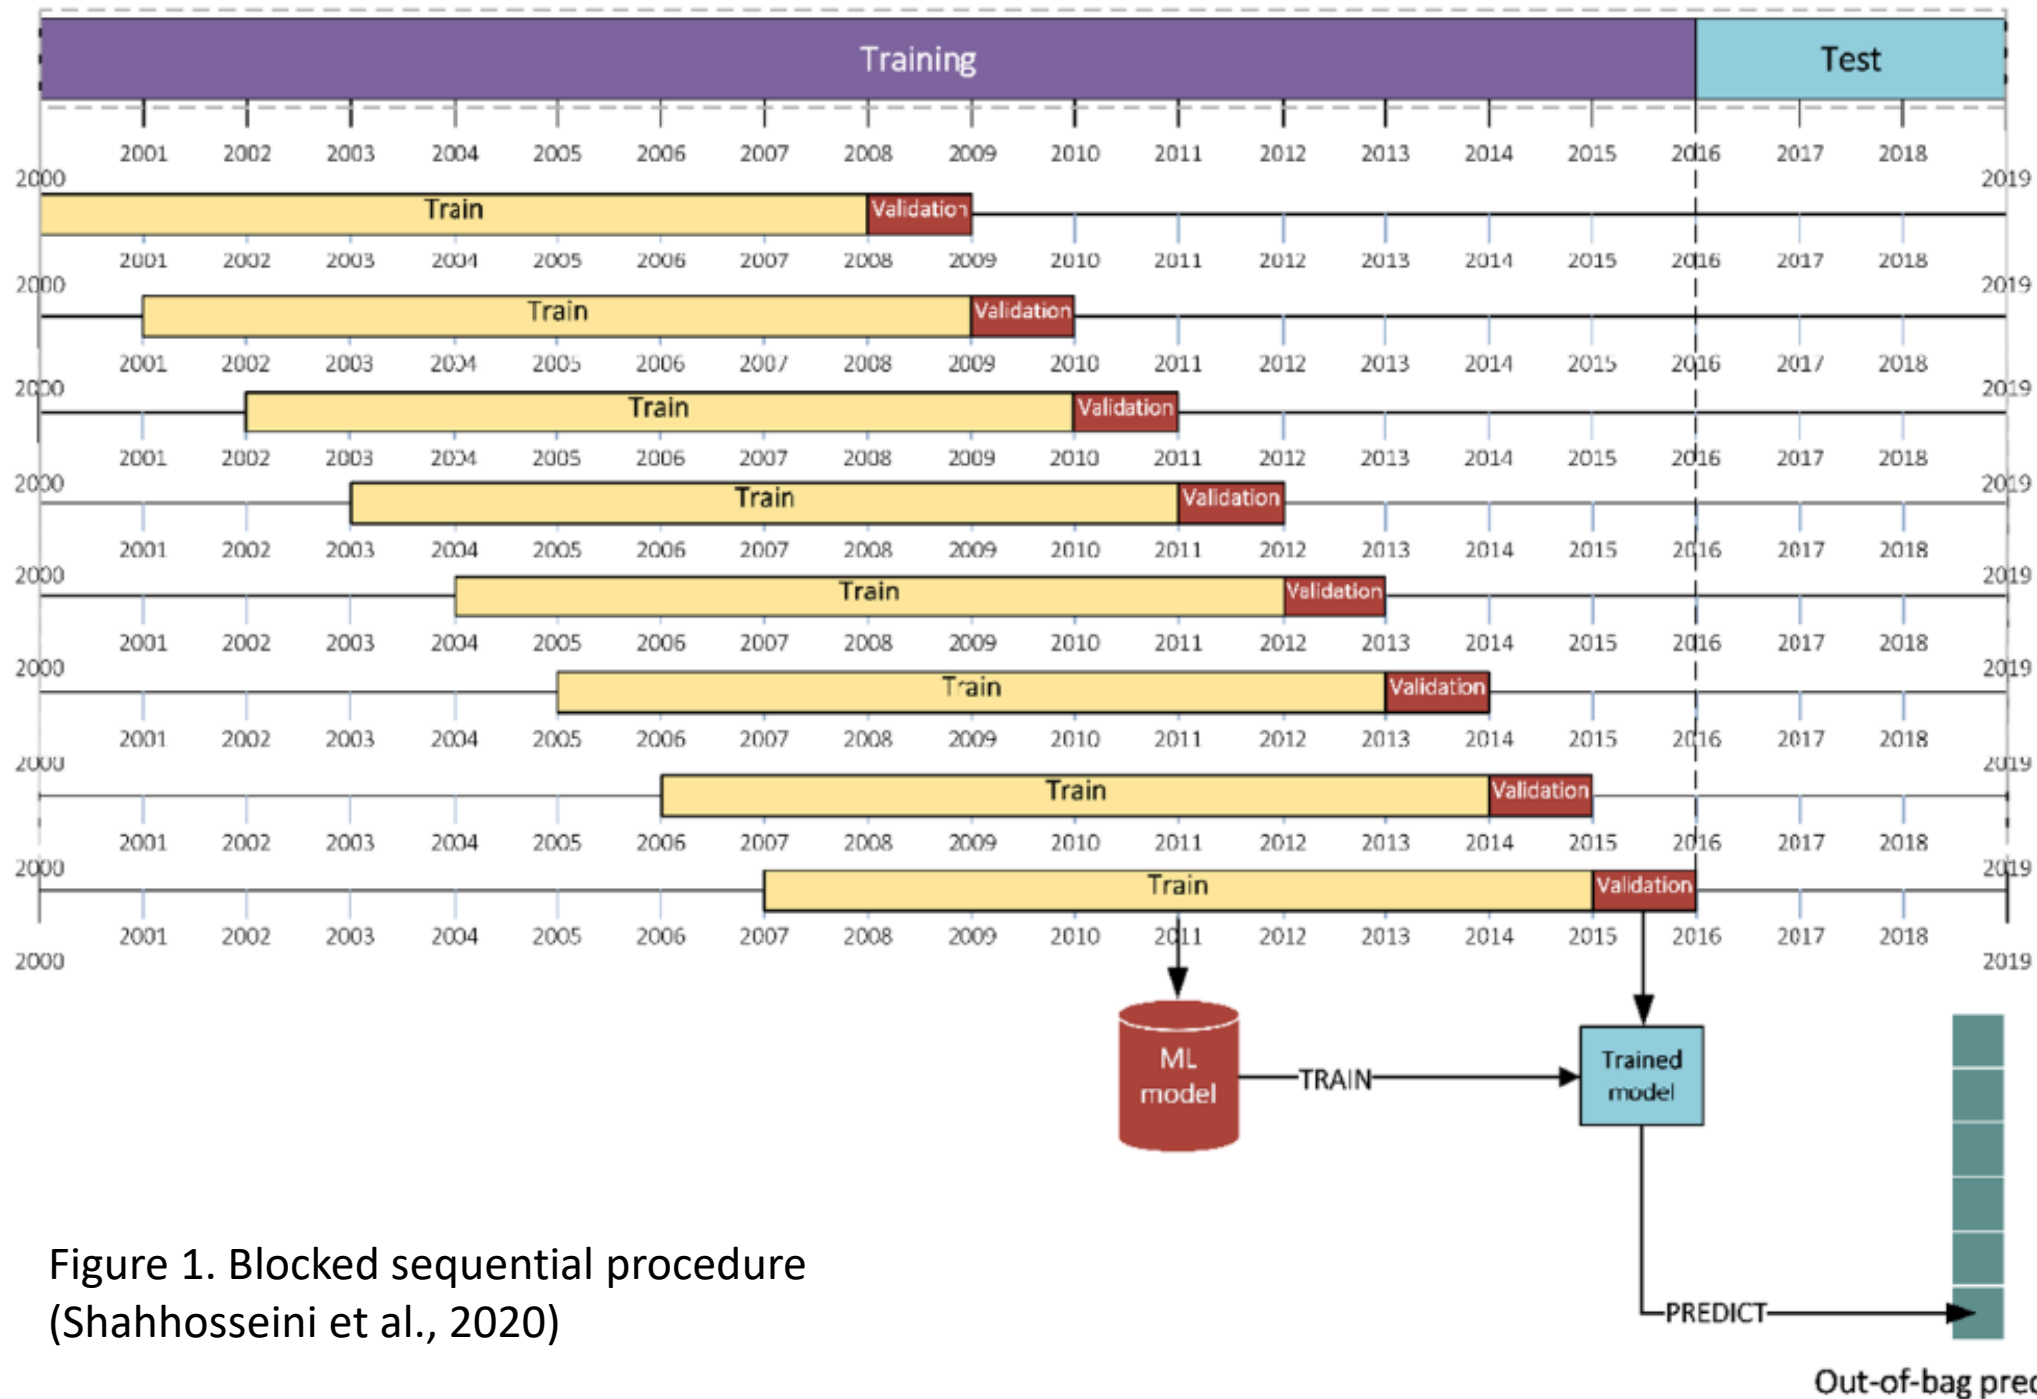 Training Test
2001 2002 2003 2004 2005 2006 2007 2008 2009 2010 2011 2012 2013 2014 2015 2016 2017 2018
2000 2019
Train Validation
2001 2002 2003 2004 2005 2006 2007 2008 2009 2010 2011 2012 2013 2014 2015 2016 2017 2018
2000 2019
Train Validation
2001 2002 2003 2004 2005 2006 2007 2008 2009 2010 2011 2012 2013 2014 2015 2016 2017 2018
2000 2019
Train Validation
2001 2002 2003 2004 2005 2006 2007 2008 2009 2010 2011 2012 2013 2014 2015 2016 2017 2018
2000 2019
Train Validation
2001 2002 2003 2004 2005 2006 2007 2008 2009 2010 2011 2012 2013 2014 2015 2016 2017 2018
2000 2019
Train Validation
2001 2002 2003 2004 2005 2006 2007 2008 2009 2010 2011 2012 2013 2014 2015 2016 2017 2018
2000 2019
Train Validation
2001 2002 2003 2004 2005 2006 2007 2008 2009 2010 2011 2012 2013 2014 2015 2016 2017 2018
2000 2019
Train Validation
2001 2002 2003 2004 2005 2006 2007 2008 2009 2010 2011 2012 2013 2014 2015 2016 2017 2018
2000 2019
Train Validation
2001 2002 2003 2004 2005 2006 2007 2008 2009 2010 2011 2012 2013 2014 2015 2016 2017 2018
2000 2019
ML
model
TRAIN
Trained
model
PREDICT
Figure 1. Blocked sequential procedure
(Shahhosseini et al., 2020)
Out-of-bag pred